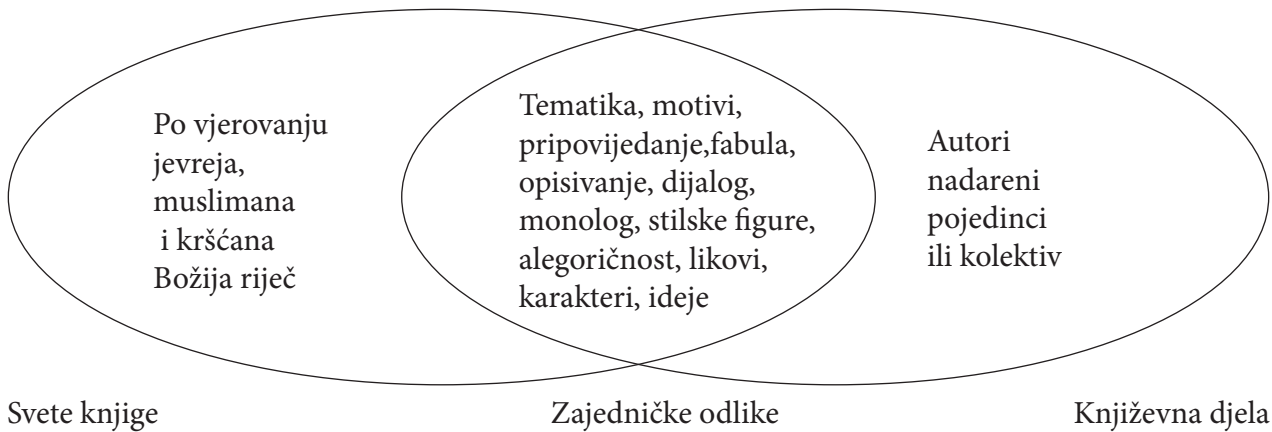 Po vjerovanju
jevreja,
muslimana
i kršćana
Božija riječ
Tematika, motivi,
pripovijedanje,fabula,
opisivanje, dijalog,
monolog, stilske figure,
alegoričnost, likovi,
karakteri, ideje
Autori
nadareni
pojedinci
ili kolektiv
Svete knjige
Zajedničke odlike
Književna djela